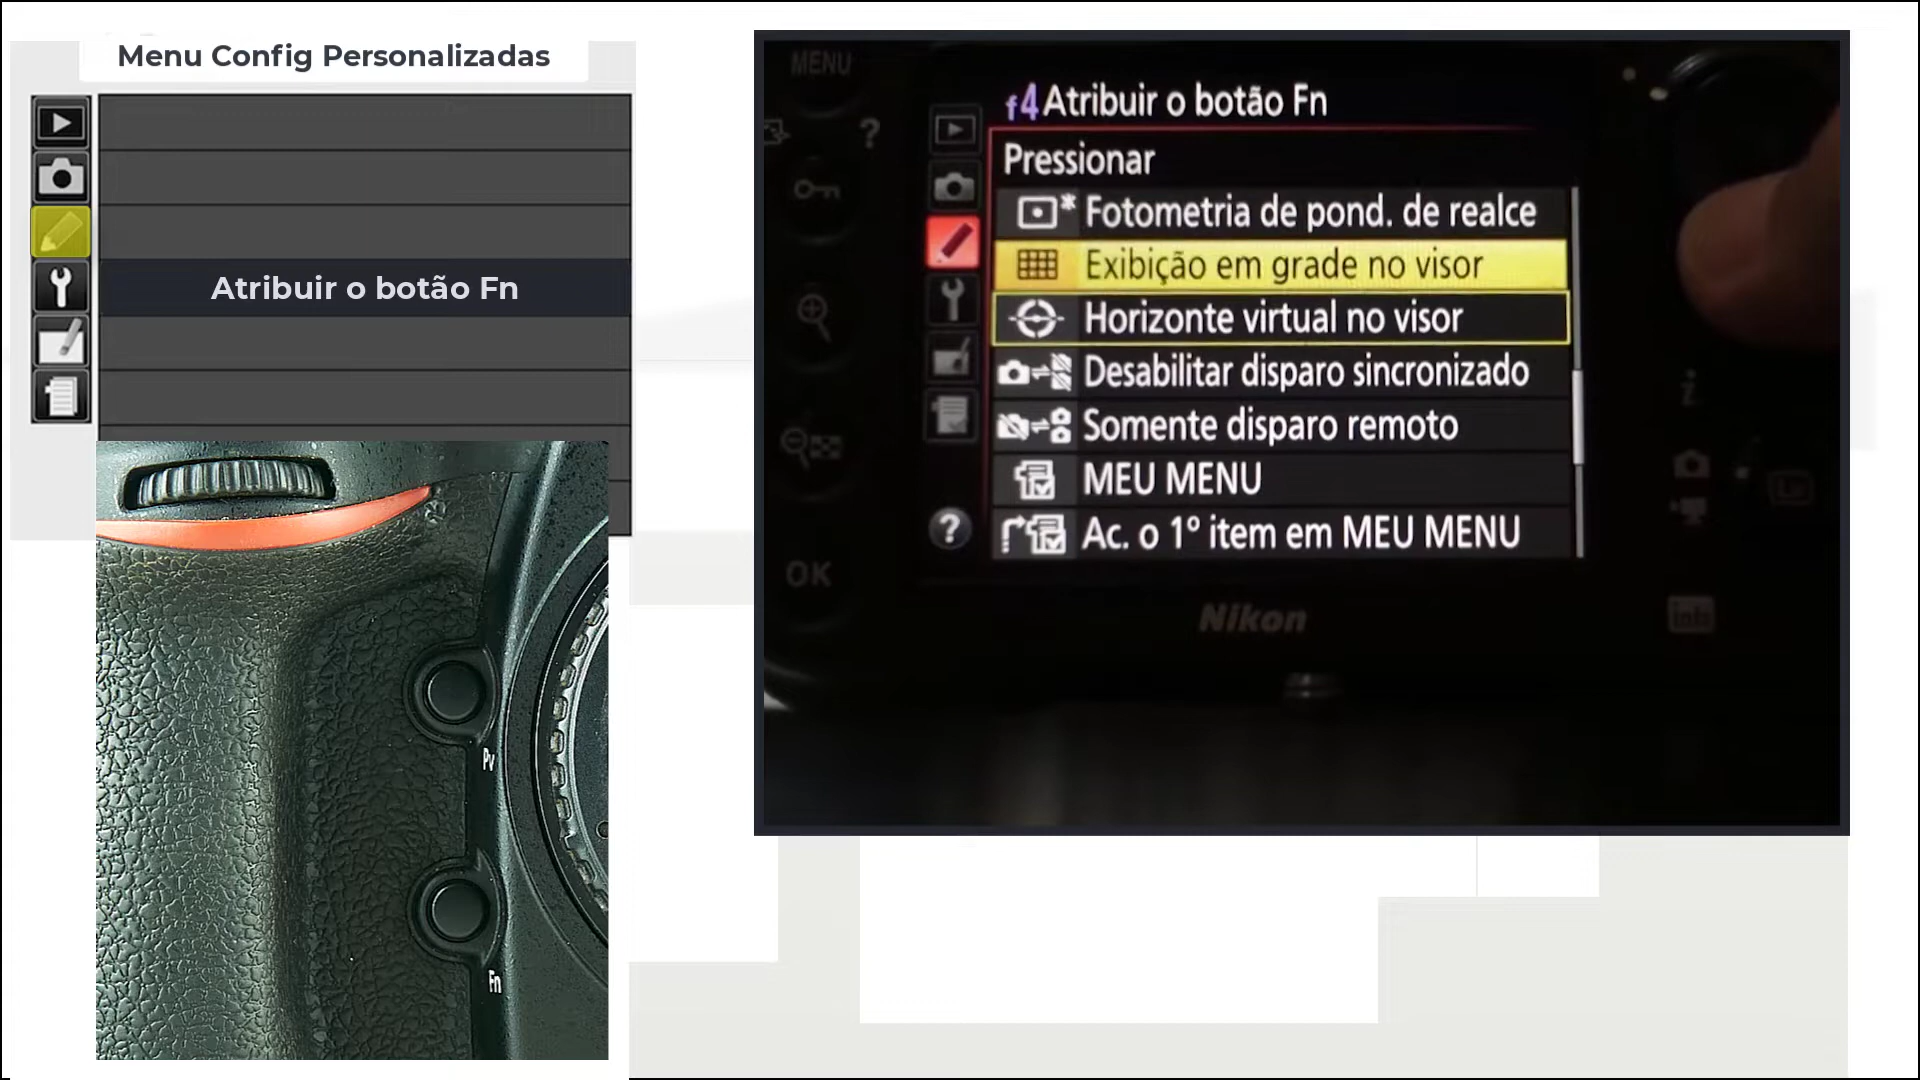 Menu Config Personalizadas
Atribuir o botão Fn
Pv
Fn
MENU
?
f4 Atribuir o botão Fn
Pressionar
Fotometria de pond. de realce
Exibição em grade no visor
Horizonte virtual no visor
Desabilitar disparo sincronizado
Somente disparo remoto
MEU MENU
?
Ac. o 1º item em MEU MENU
OK
Nikon
i
Lv
info